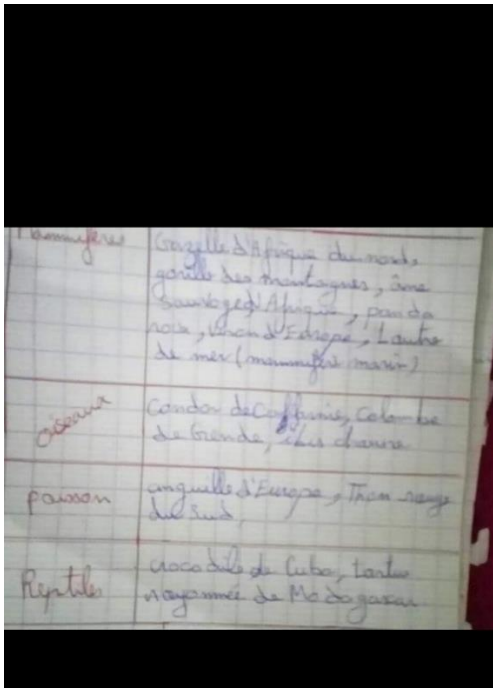 Mammifères
Gazelle d'Afrique du nord,
gorille des montagnes, âne
sauvage d'Afrique, panda
d'Europe, Loutre
de mer (mammifère marin)
oiseaux
Condor de Californie, Colombe
de Grenade, ibis chauve
poisson
anguille d'Europe, Thon rouge
du Sud
Reptiles
crocodile de Cuba, tortue
rayonnée de Madagascar